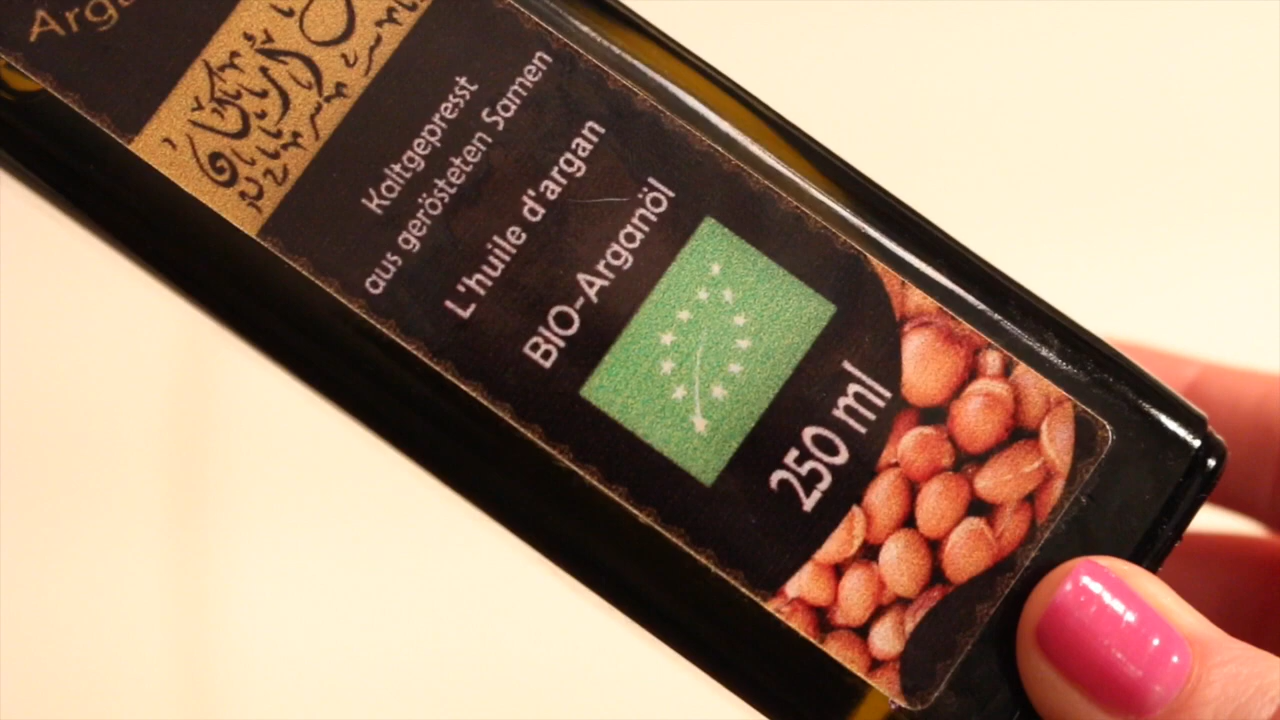 Kaltgepresst
aus gerösteten Samen
L'huile d'argan
BIO-Arganöl
250 ml